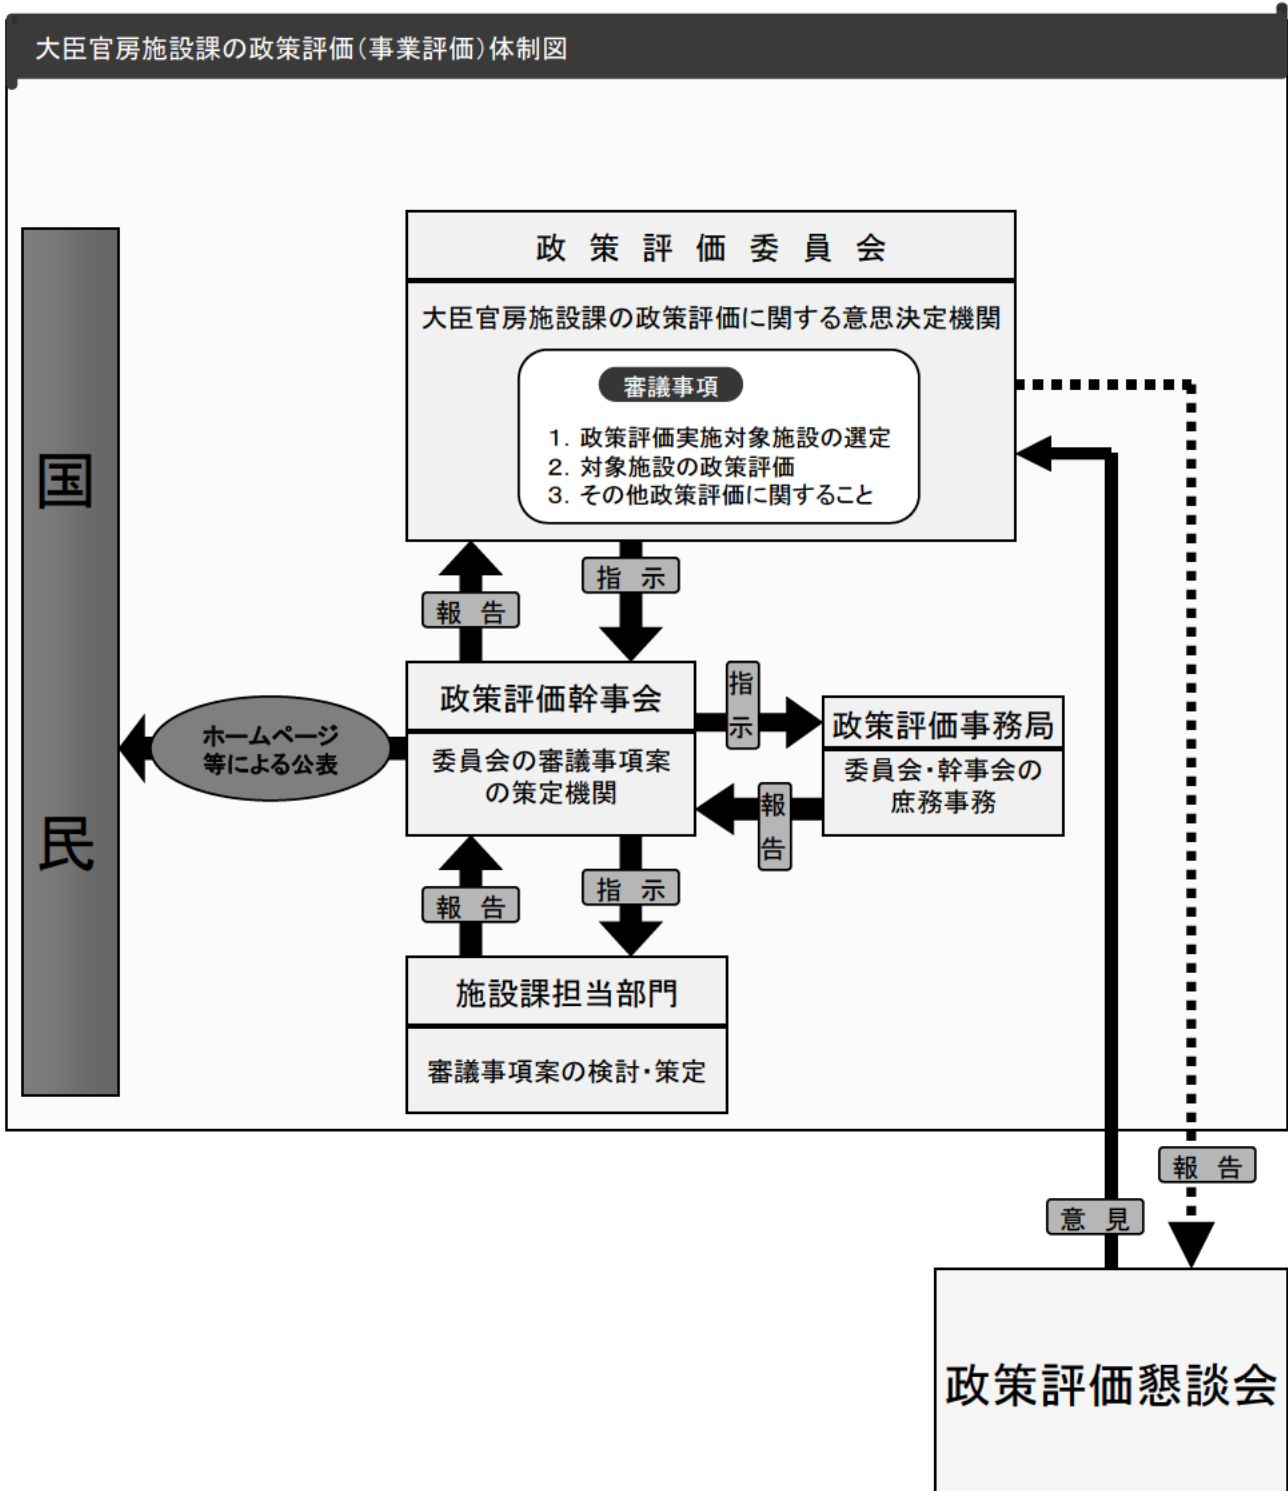 大臣官房施設課の政策評価(事業評価)体制図
政策評価委員会
大臣官房施設課の政策評価に関する意思決定機関
審議事項
1. 政策評価実施対象施設の選定
2. 対象施設の政策評価
3. その他政策評価に関すること
国民
報告
指示
政策評価幹事会
委員会の審議事項案
の策定機関
ホームページ
等による公表
指示
報告
政策評価事務局
委員会・幹事会の
庶務事務
報告
指示
施設課担当部門
審議事項案の検討・策定
報告
意見
政策評価懇談会